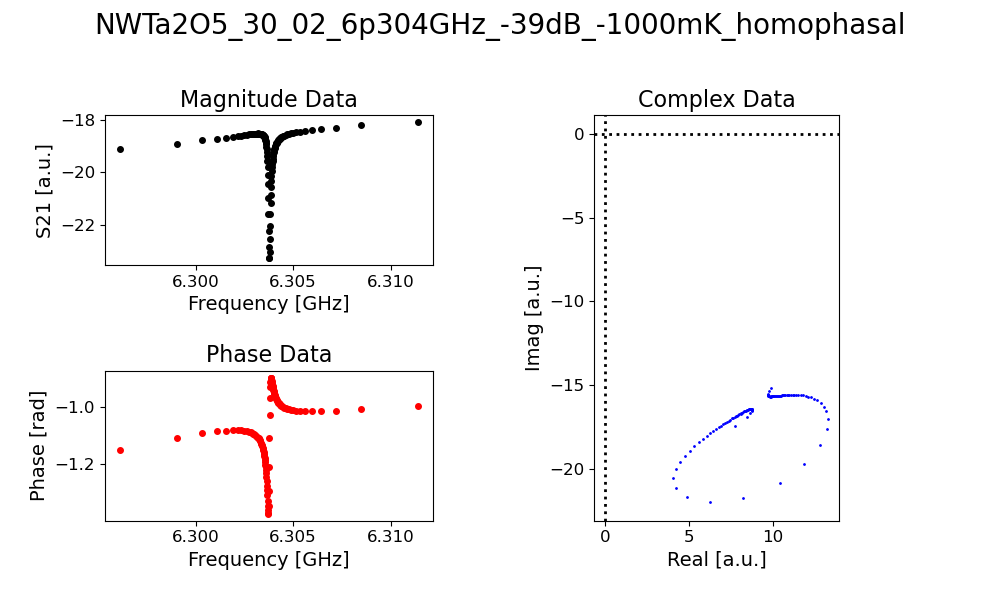 NWTa2O5_30_02_6p304GHz_-39dB_-1000mK_homophasal
Magnitude Data
S21 [a.u.]
−18
−20
−22
6.300 6.305 6.310
Frequency [GHz]
Phase Data
Phase [rad]
−1.0
−1.2
6.300 6.305 6.310
Frequency [GHz]
Complex Data
Imag [a.u.]
0
−5
−10
−15
−20
0 5 10
Real [a.u.]